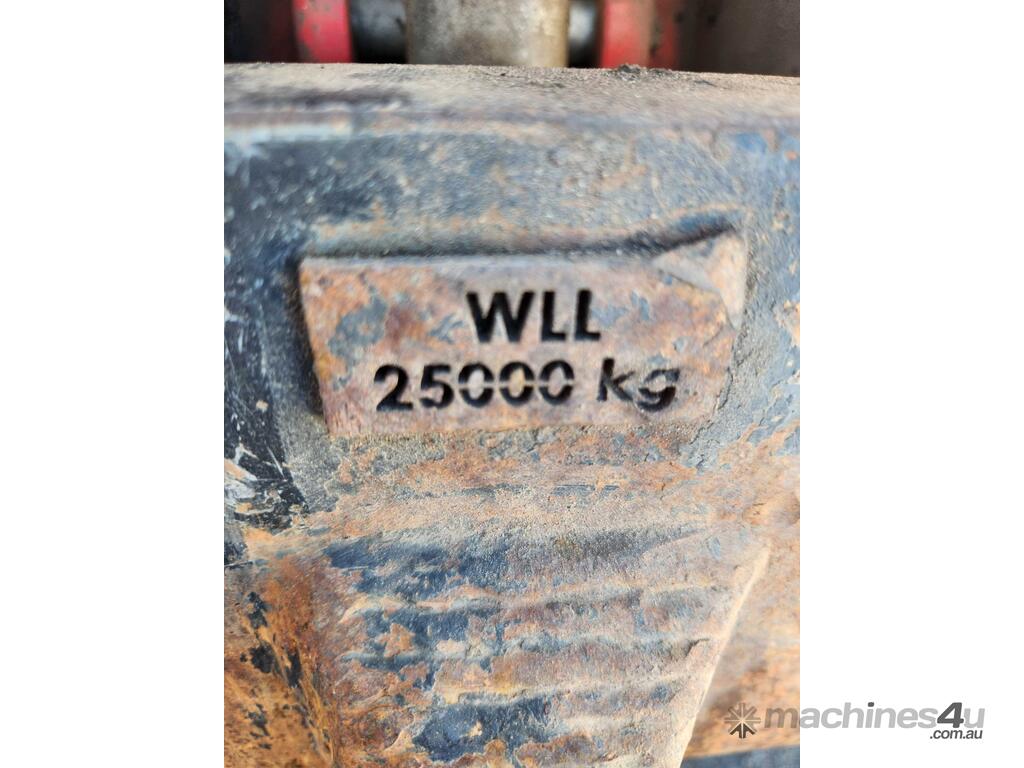 WLL
25000 kg
machines4u
.com.au